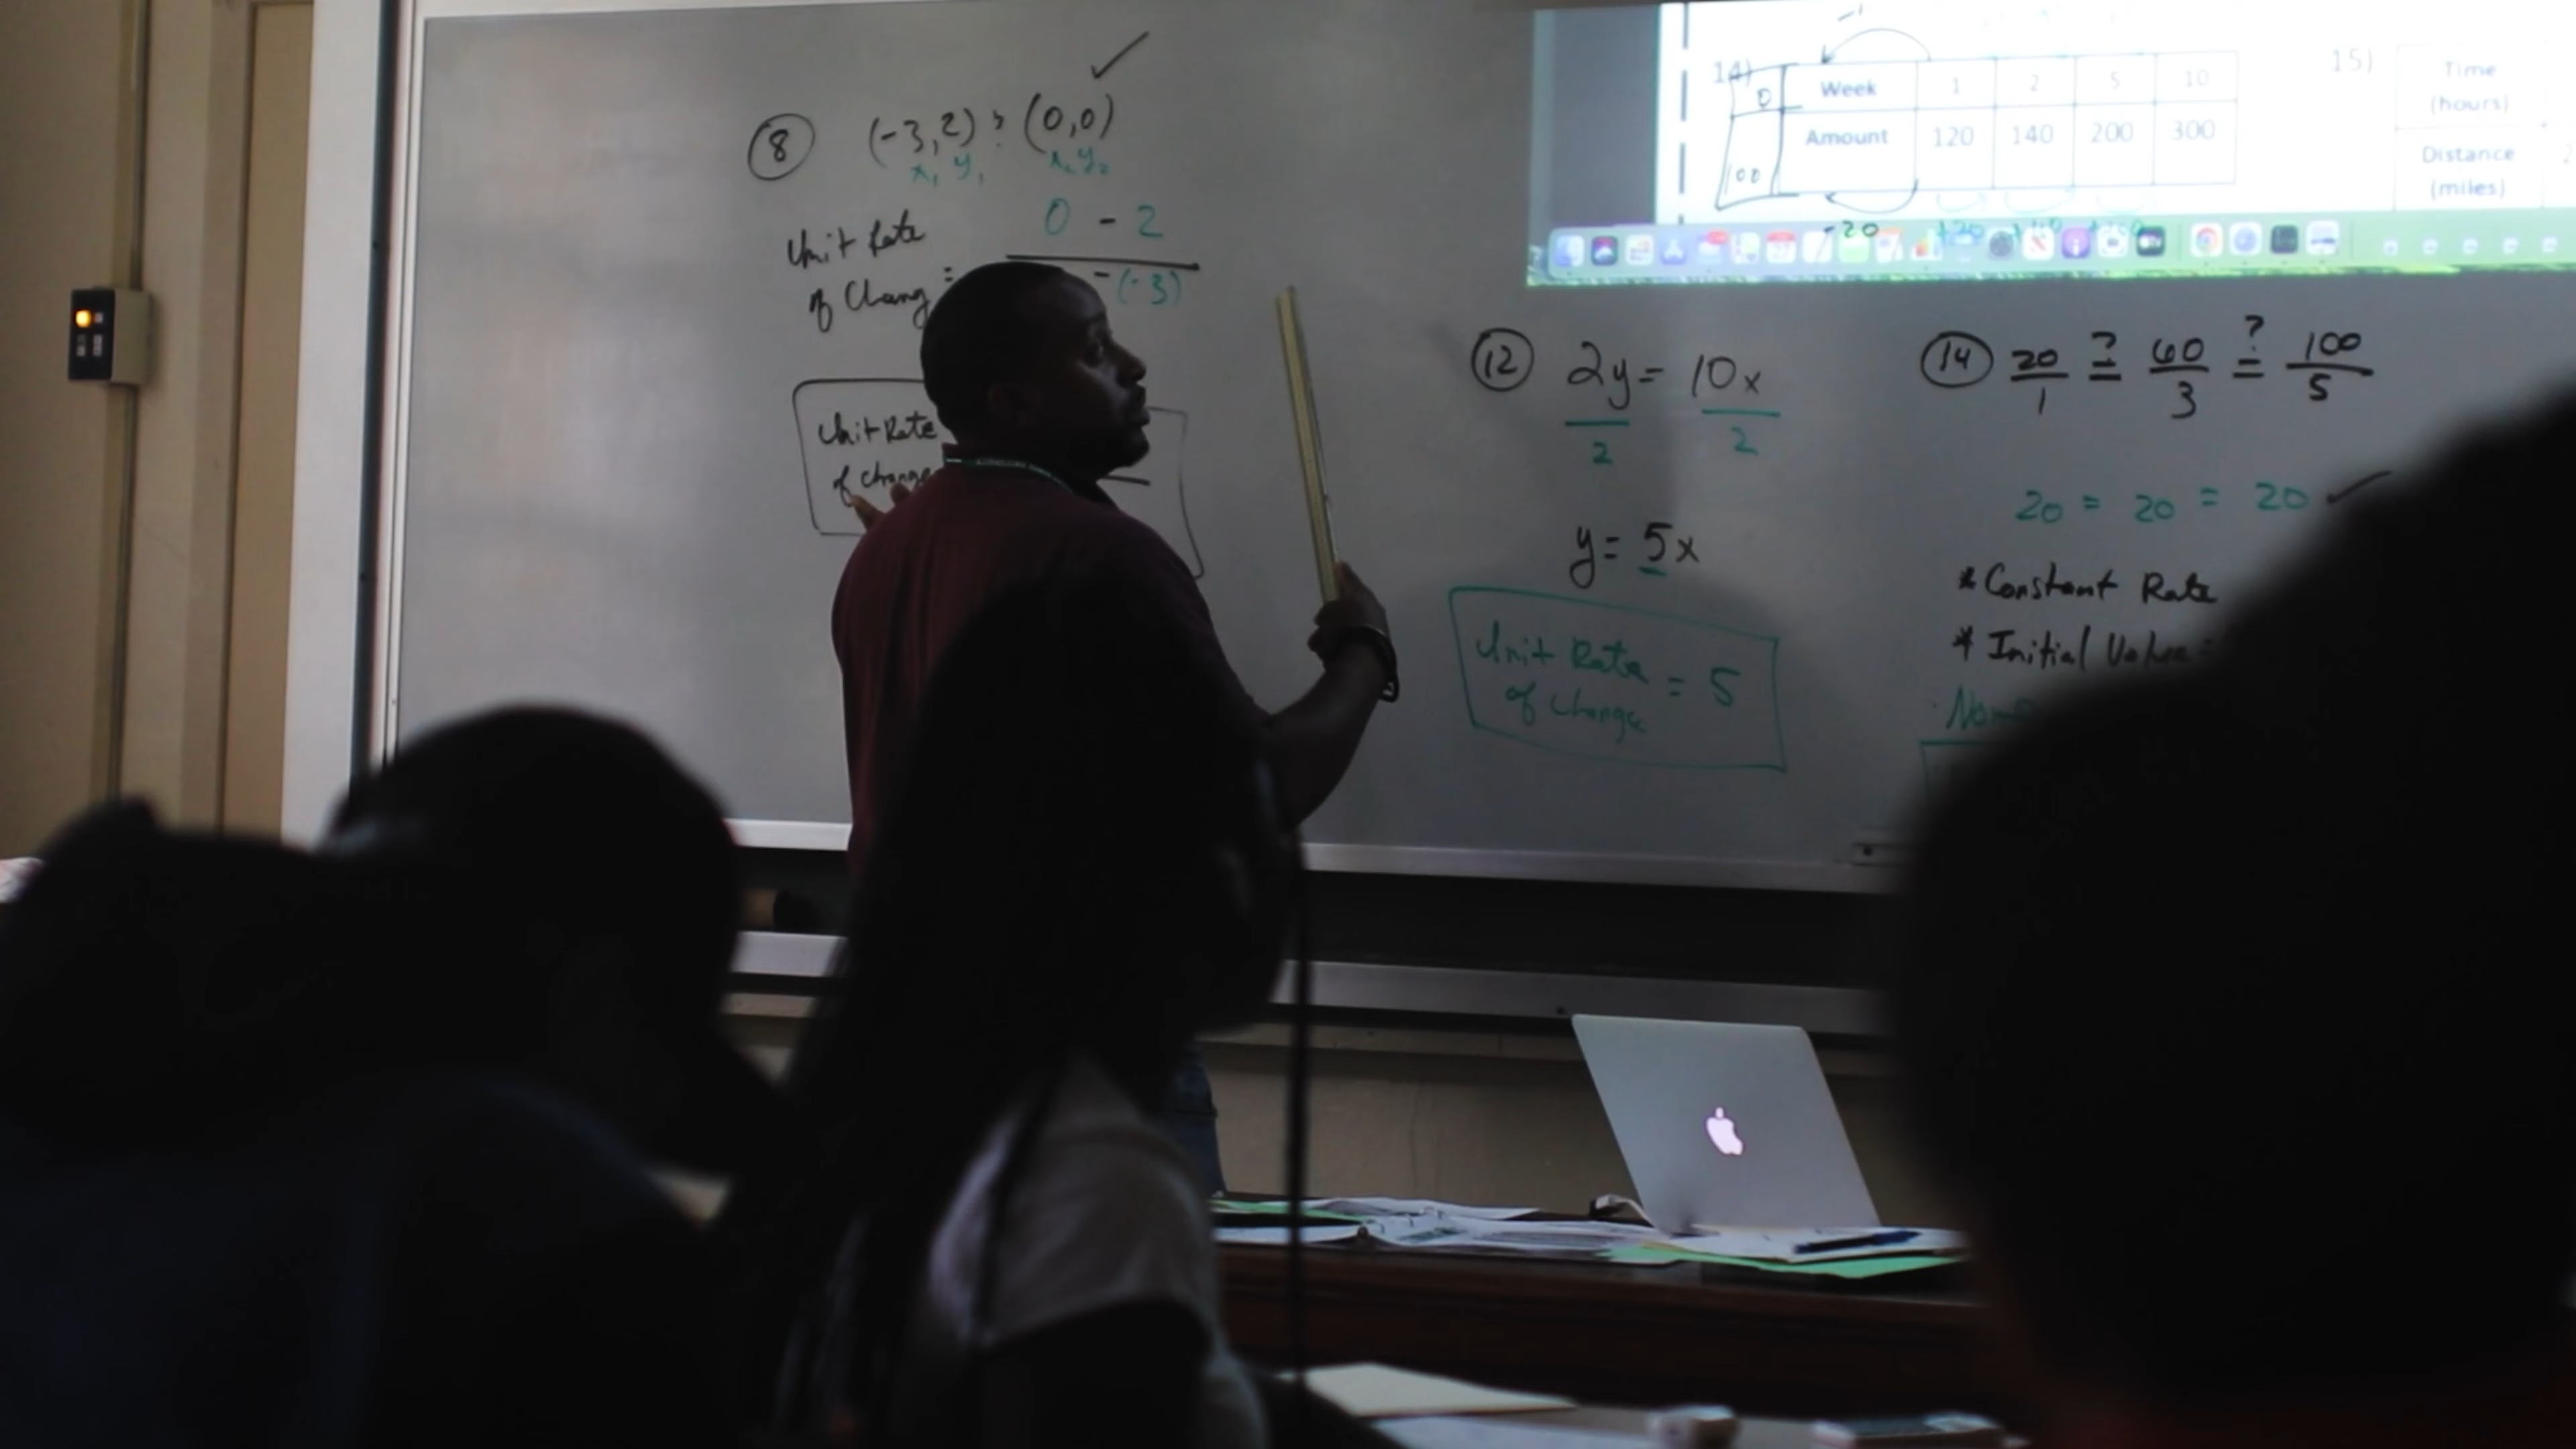 8 (-3,2) ; (0,0) ✓
x₁ y₁ x₂ y₂
Unit Rate
of Chang =
0 - 2
-(-3)
Unit Rate
of change
14)
Week 1 2 5 10
0
Amount 120 140 200 300
100
-1
-20 +20
15)
Time
(hours)
Distance
(miles)
12 2y = 10x
2 2
y = 5x
Unit Rate
of change = 5
14 20/1 ?= 60/3 ?= 100/5
20 = 20 = 20 ✓
* Constant Rate
* Initial Value =